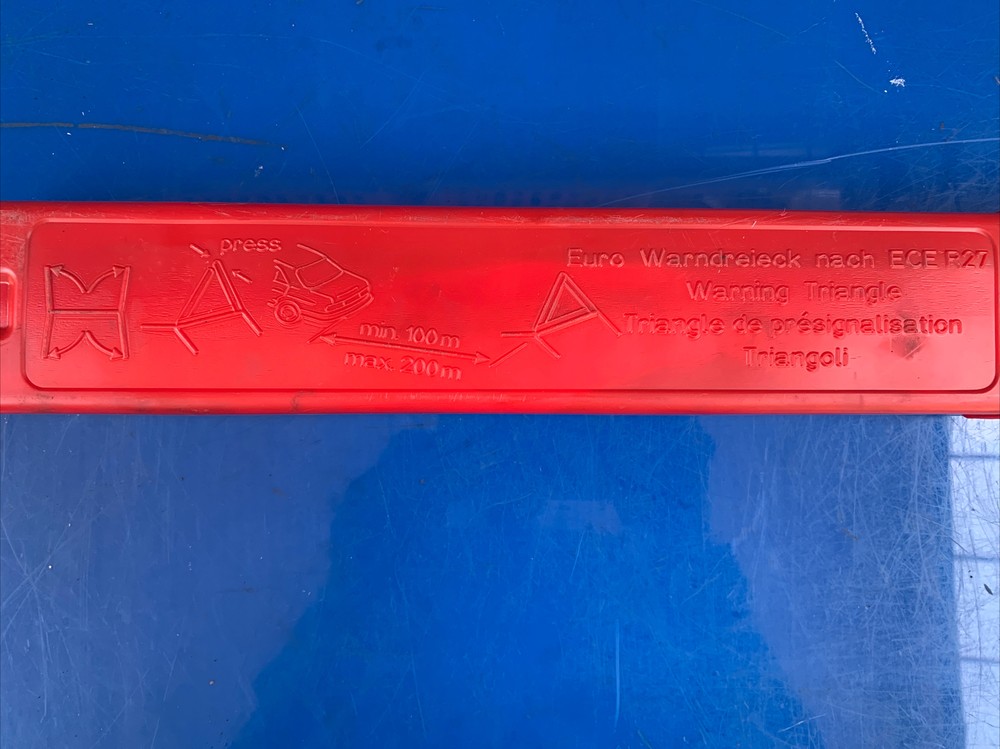 press
min. 100m
max. 200m
Euro Warndreieck nach ECE R27
Warning Triangle
Triangle de présignalisation
Triangoli